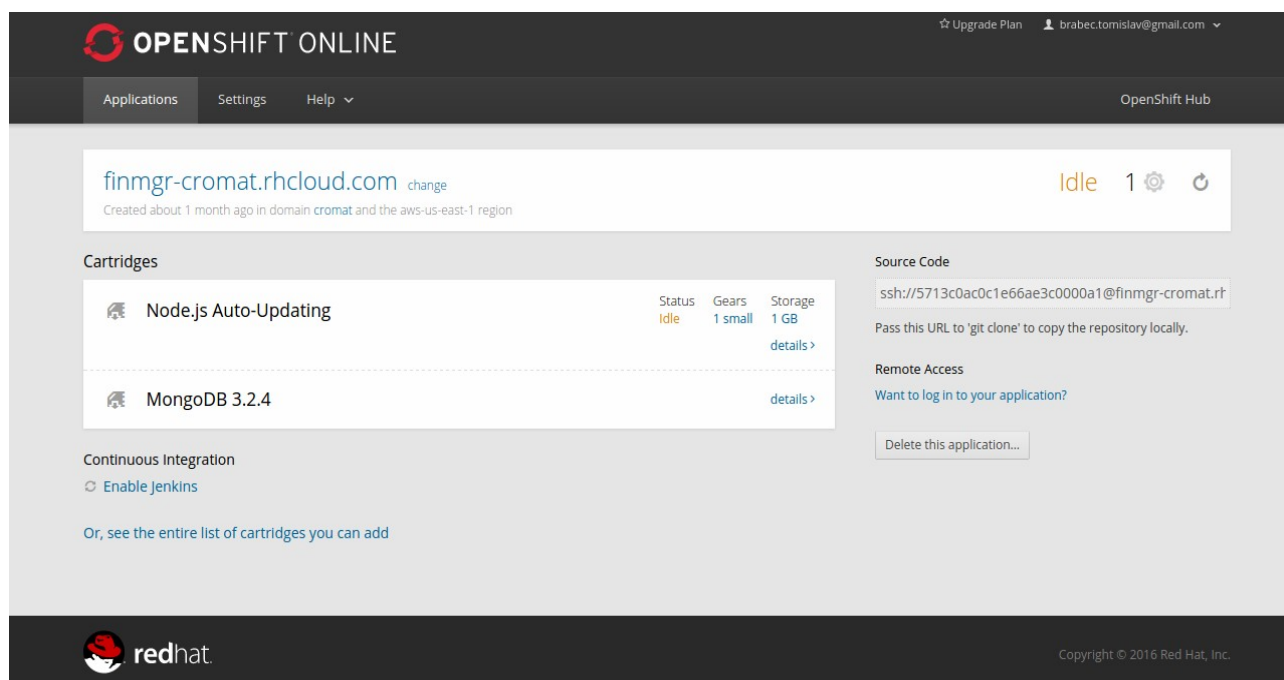 OPENSHIFT ONLINE
Upgrade Plan brabec.tomislav@gmail.com
Applications Settings Help OpenShift Hub
finmgr-cromat.rhcloud.com change
Created about 1 month ago in domain cromat and the aws-us-east-1 region
Idle 1
Cartridges
Node.js Auto-Updating
Status Gears Storage
Idle 1 small 1 GB
details ›
MongoDB 3.2.4 details ›
Continuous Integration
Enable Jenkins
Or, see the entire list of cartridges you can add
Source Code
ssh://5713c0ac0c1e66ae3c0000a1@finmgr-cromat.rh
Pass this URL to 'git clone' to copy the repository locally.
Remote Access
Want to log in to your application?
Delete this application...
redhat.
Copyright © 2016 Red Hat, Inc.